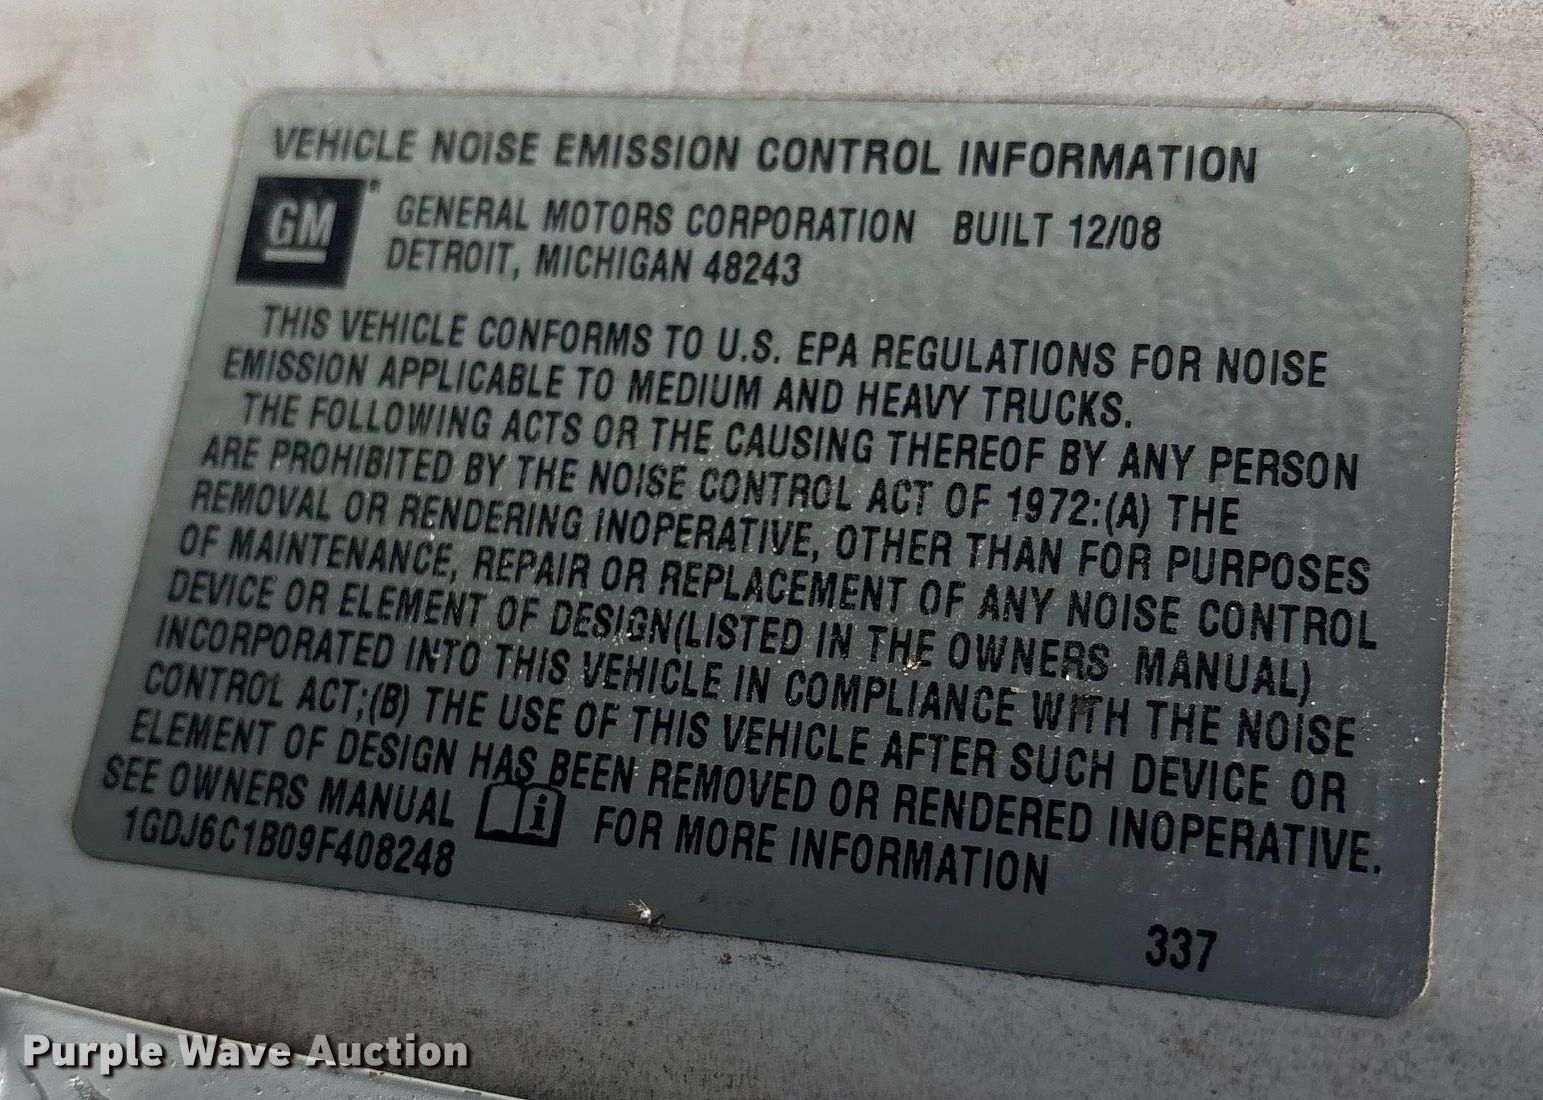 VEHICLE NOISE EMISSION CONTROL INFORMATION
GM
GENERAL MOTORS CORPORATION BUILT 12/08
DETROIT, MICHIGAN 48243
THIS VEHICLE CONFORMS TO U.S. EPA REGULATIONS FOR NOISE
EMISSION APPLICABLE TO MEDIUM AND HEAVY TRUCKS.
THE FOLLOWING ACTS OR THE CAUSING THEREOF BY ANY PERSON
ARE PROHIBITED BY THE NOISE CONTROL ACT OF 1972:(A) THE
REMOVAL OR RENDERING INOPERATIVE, OTHER THAN FOR PURPOSES
OF MAINTENANCE, REPAIR OR REPLACEMENT OF ANY NOISE CONTROL
DEVICE OR ELEMENT OF DESIGN(LISTED IN THE OWNERS MANUAL)
INCORPORATED INTO THIS VEHICLE IN COMPLIANCE WITH THE NOISE
CONTROL ACT;(B) THE USE OF THIS VEHICLE AFTER SUCH DEVICE OR
ELEMENT OF DESIGN HAS BEEN REMOVED OR RENDERED INOPERATIVE.
SEE OWNERS MANUAL i FOR MORE INFORMATION
1GDJ6C1B09F408248
337
Purple Wave Auction